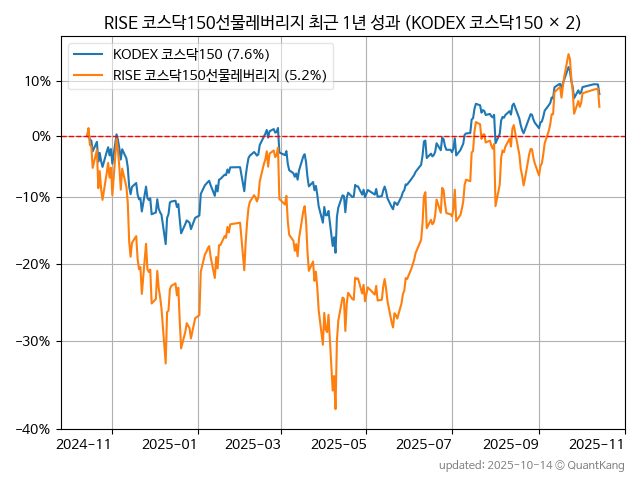 RISE 코스닥150선물레버리지 최근 1년 성과 (KODEX 코스닥150 × 2)
KODEX 코스닥150 (7.6%)
RISE 코스닥150선물레버리지 (5.2%)
10%
0%
−10%
−20%
−30%
−40%
2024-11 2025-01 2025-03 2025-05 2025-07 2025-09 2025-11
updated: 2025-10-14 © QuantKang